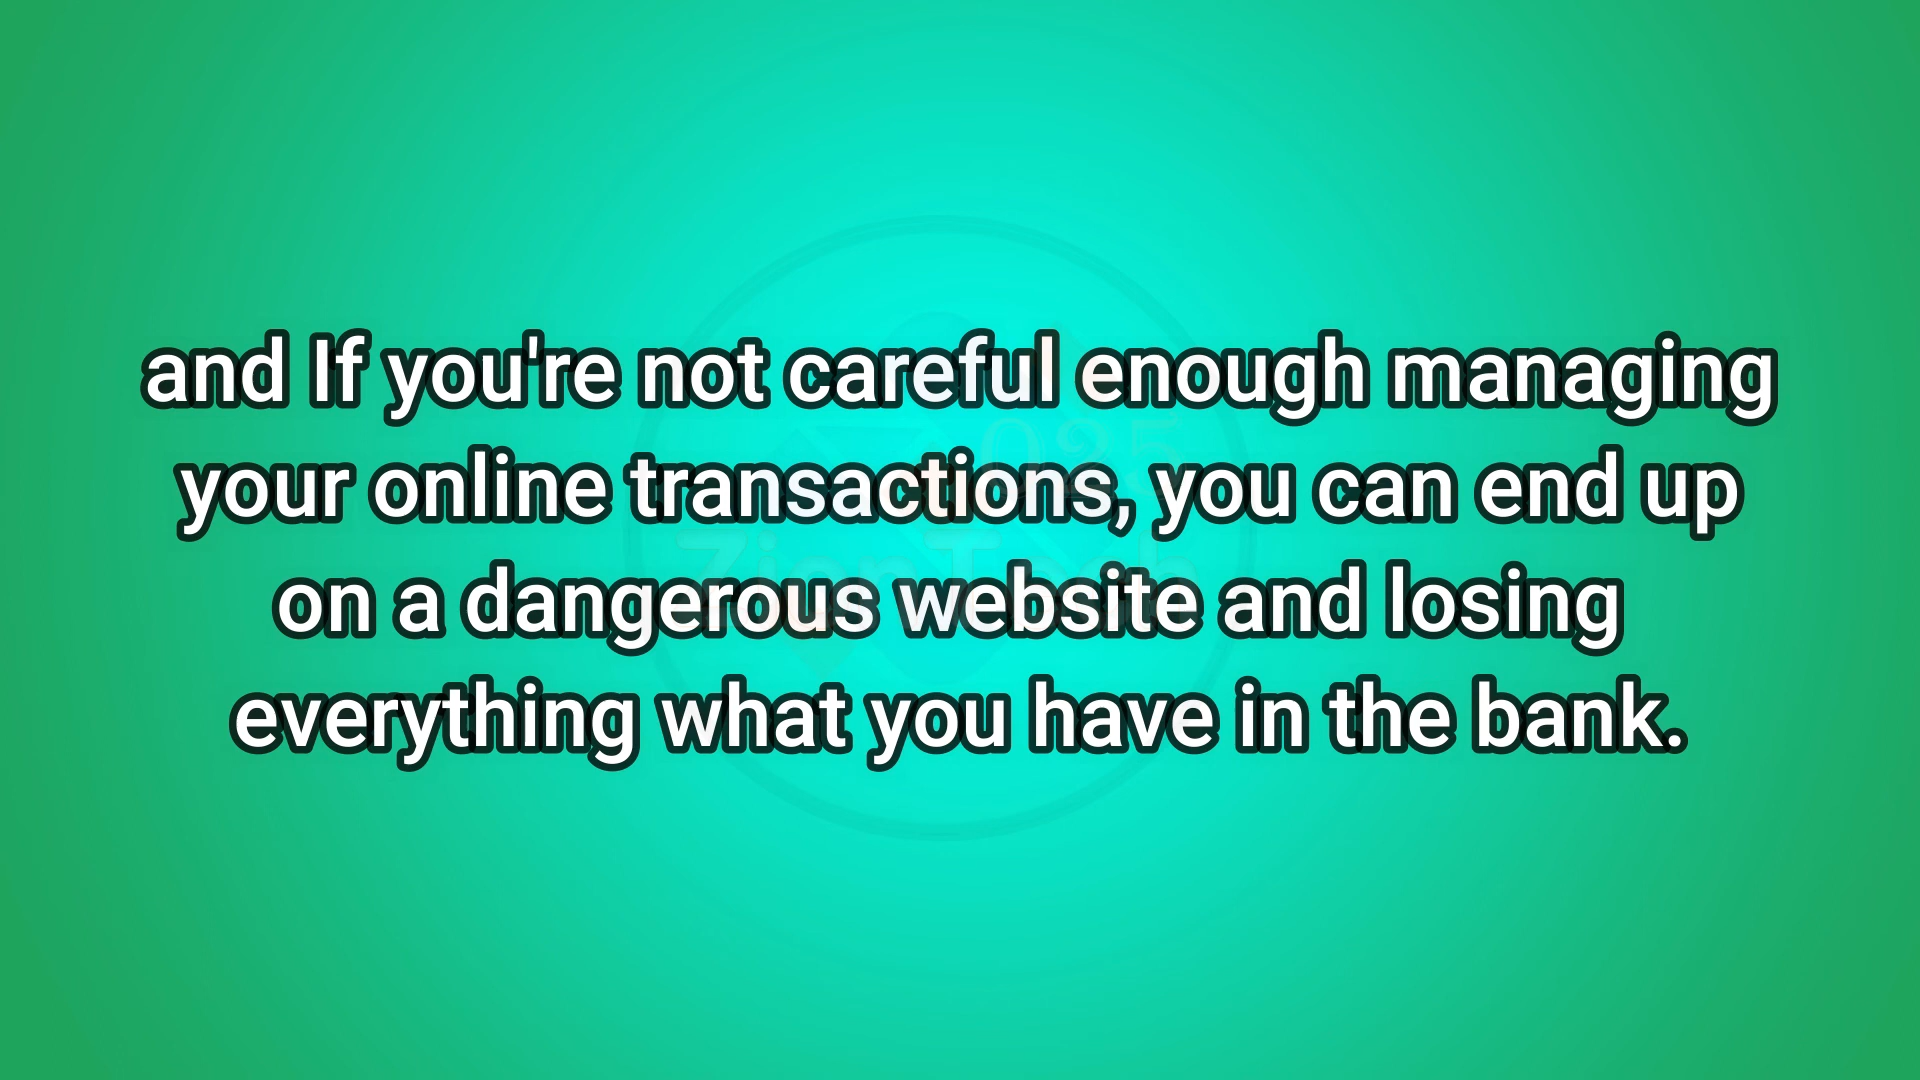 and If you're not careful enough managing
your online transactions, you can end up
on a dangerous website and losing
everything what you have in the bank.